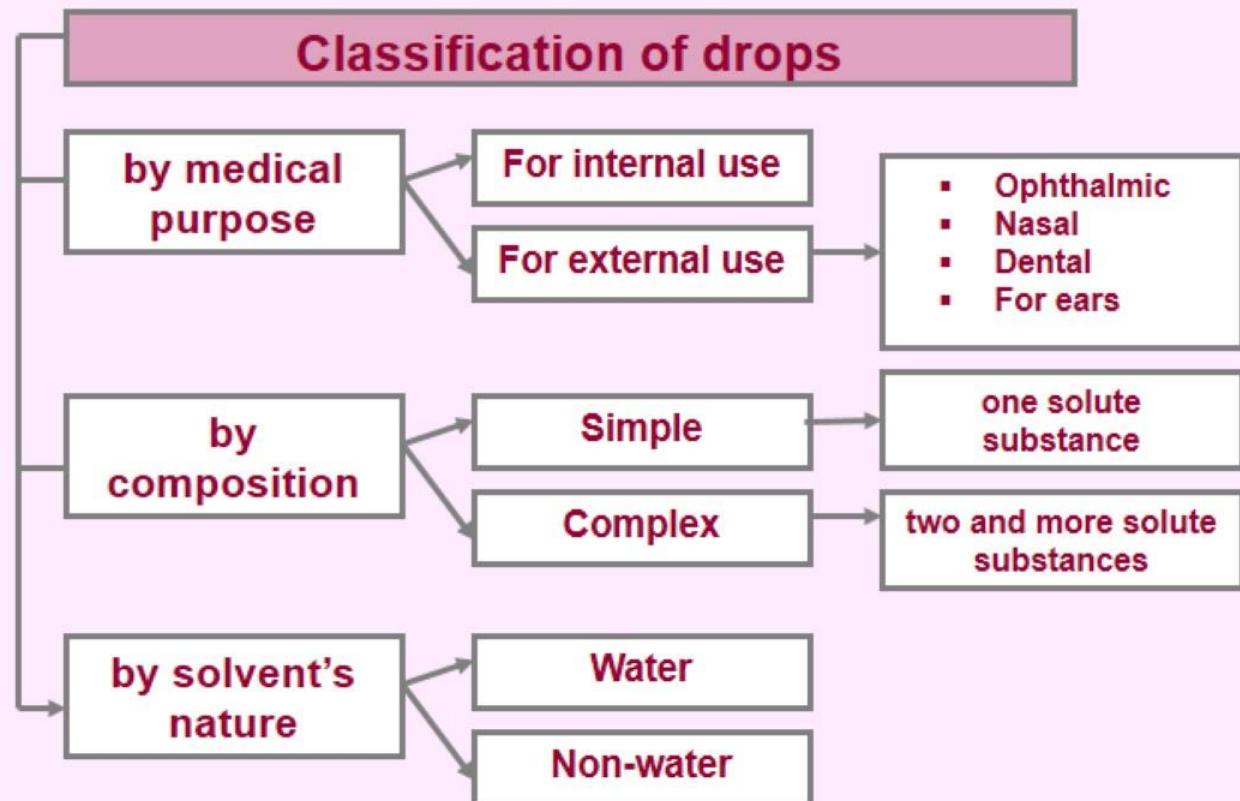 Classification of drops
by medical
purpose
For internal use
For external use
▪ Ophthalmic
▪ Nasal
▪ Dental
▪ For ears
by
composition
Simple
one solute
substance
Complex
two and more solute
substances
by solvent’s
nature
Water
Non-water